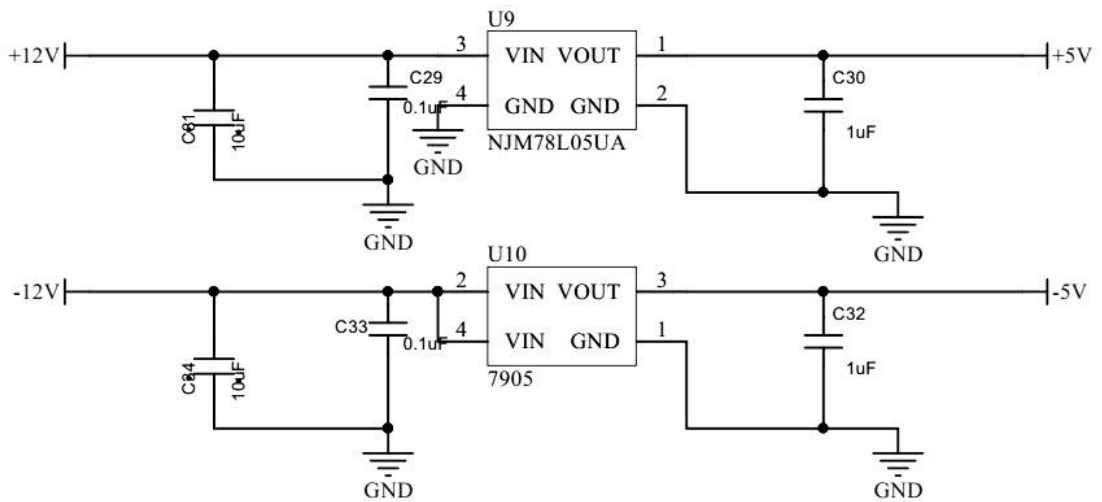 U9
+12V
3
VIN VOUT
1
+5V
C29
0.1uF
C30
4
GND GND
2
C81
10uF
1uF
NJM78L05UA
GND
GND
GND
U10
-12V
2
VIN VOUT
3
-5V
C33
0.1uF
C32
4
VIN GND
1
C84
10uF
1uF
7905
GND
GND